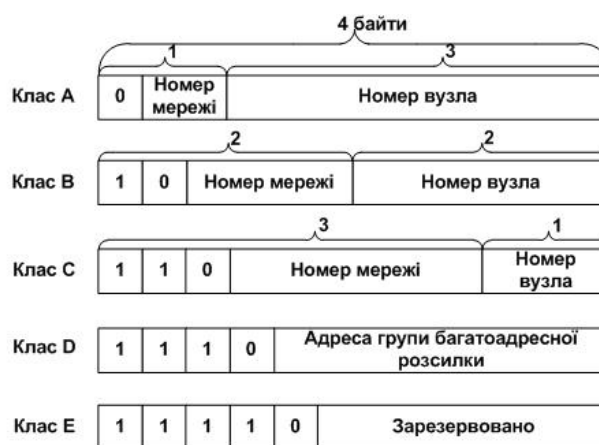 4 байти
1 3
Клас A 0 Номер мережі Номер вузла
2 2
Клас B 1 0 Номер мережі Номер вузла
3 1
Клас C 1 1 0 Номер мережі Номер вузла
Клас D 1 1 1 0 Адреса групи багатоадресної розсилки
Клас E 1 1 1 1 0 Зарезервовано